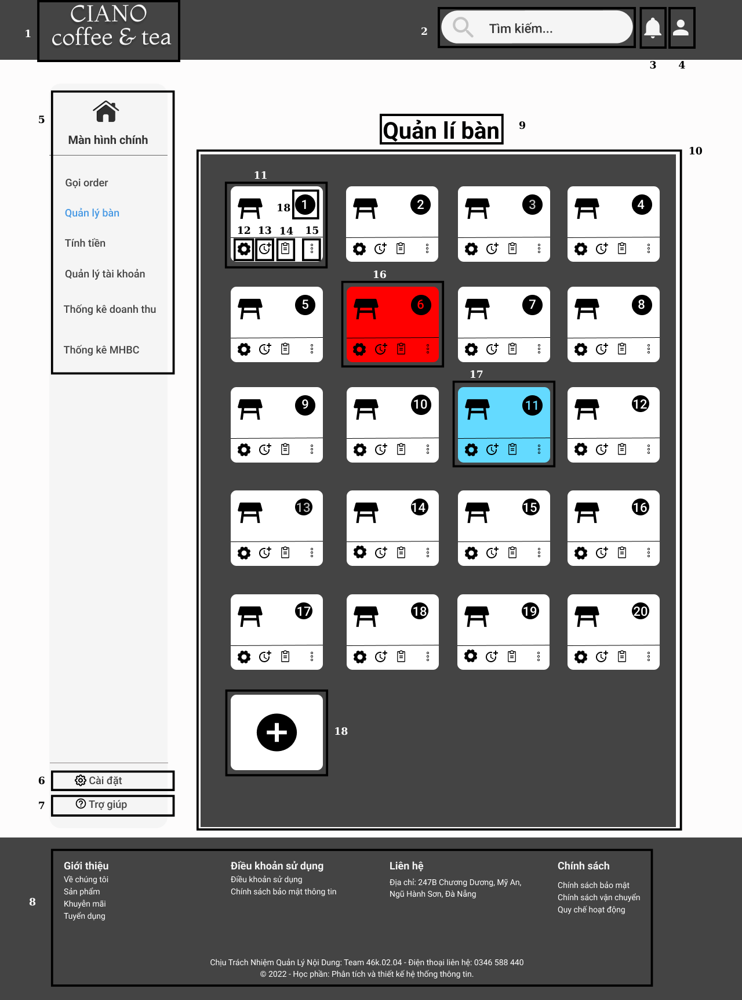 CIANO
coffee & tea
1
2
Tìm kiếm...
3
4
5
Màn hình chính
Gọi order
Quản lý bàn
Tính tiền
Quản lý tài khoản
Thống kê doanh thu
Thống kê MHBC
6
Cài đặt
7
Trợ giúp
Quản lí bàn
9
10
11
18
1
12
13
14
15
2
3
4
16
5
6
7
8
17
9
10
11
12
13
14
15
16
17
18
19
20
18
8
Giới thiệu
Về chúng tôi
Sản phẩm
Khuyễn mãi
Tuyển dụng
Điều khoản sử dụng
Điều khoản sử dụng
Chính sách bảo mật thông tin
Liên hệ
Địa chỉ: 247B Chương Dương, Mỹ An,
Ngũ Hành Sơn, Đà Nẵng
Chính sách
Chính sách bảo mật
Chính sách vận chuyển
Quy chế hoạt động
Chịu Trách Nhiệm Quản Lý Nội Dung: Team 46k.02.04 - Điện thoại liên hệ: 0346 588 440
© 2022 - Học phần: Phân tích và thiết kế hệ thống thông tin.